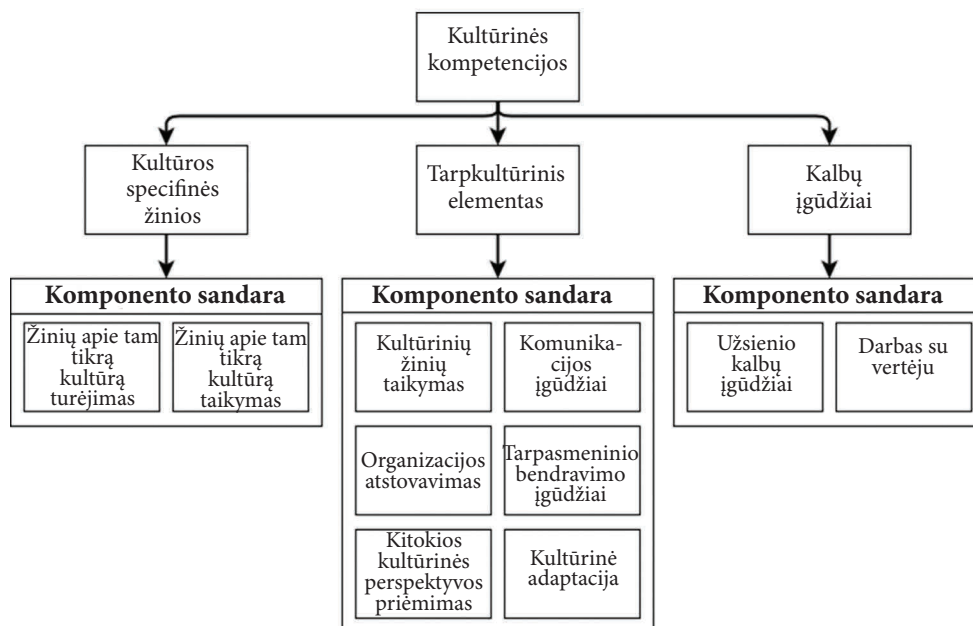 Kultūrinės
kompetencijos
Kultūros
specifinės
žinios
Tarpkultūrinis
elementas
Kalbų
įgūdžiai
Komponento sandara
Žinių apie tam
tikrą
kultūrą
turėjimas
Žinių apie tam
tikrą
kultūrą
taikymas
Komponento sandara
Kultūrinių
žinių
taikymas
Komunika-
cijos
įgūdžiai
Organizacijos
atstovavimas
Tarpasmeninio
bendravimo
įgūdžiai
Kitokios
kultūrinės
perspektyvos
priėmimas
Kultūrinė
adaptacija
Komponento sandara
Užsienio
kalbų
įgūdžiai
Darbas su
vertėju